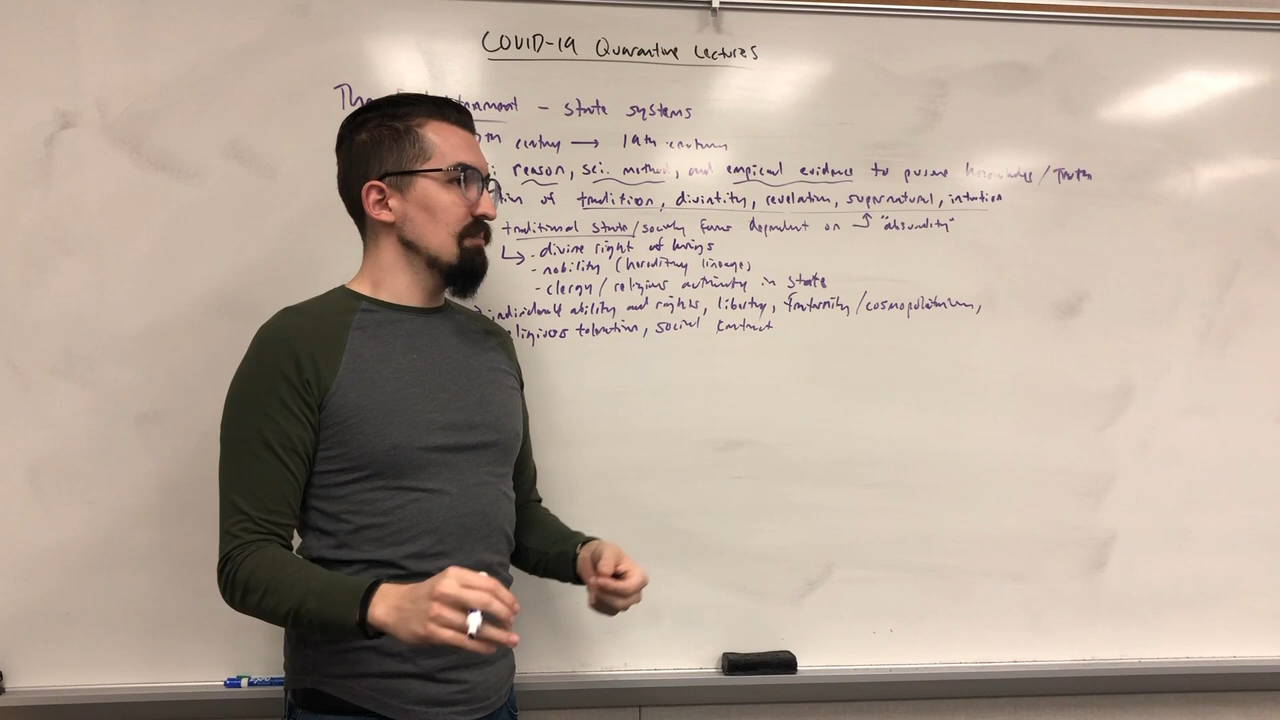 COVID-19 Quarantine Lectures
The - state systems
century → 19th century
: reason, sci. method, and empirical evidence to pursue knowledge/Truth
of tradition, divinity, revelation, supernatural, intuition
traditional state/society forms dependent on ↑ "absurdity"
↳ - divine right of kings
- nobility (hereditary lineage)
- clergy/religious authority in state
individual ability and rights, liberty, fraternity/cosmopolitanism,
religious toleration, social contract